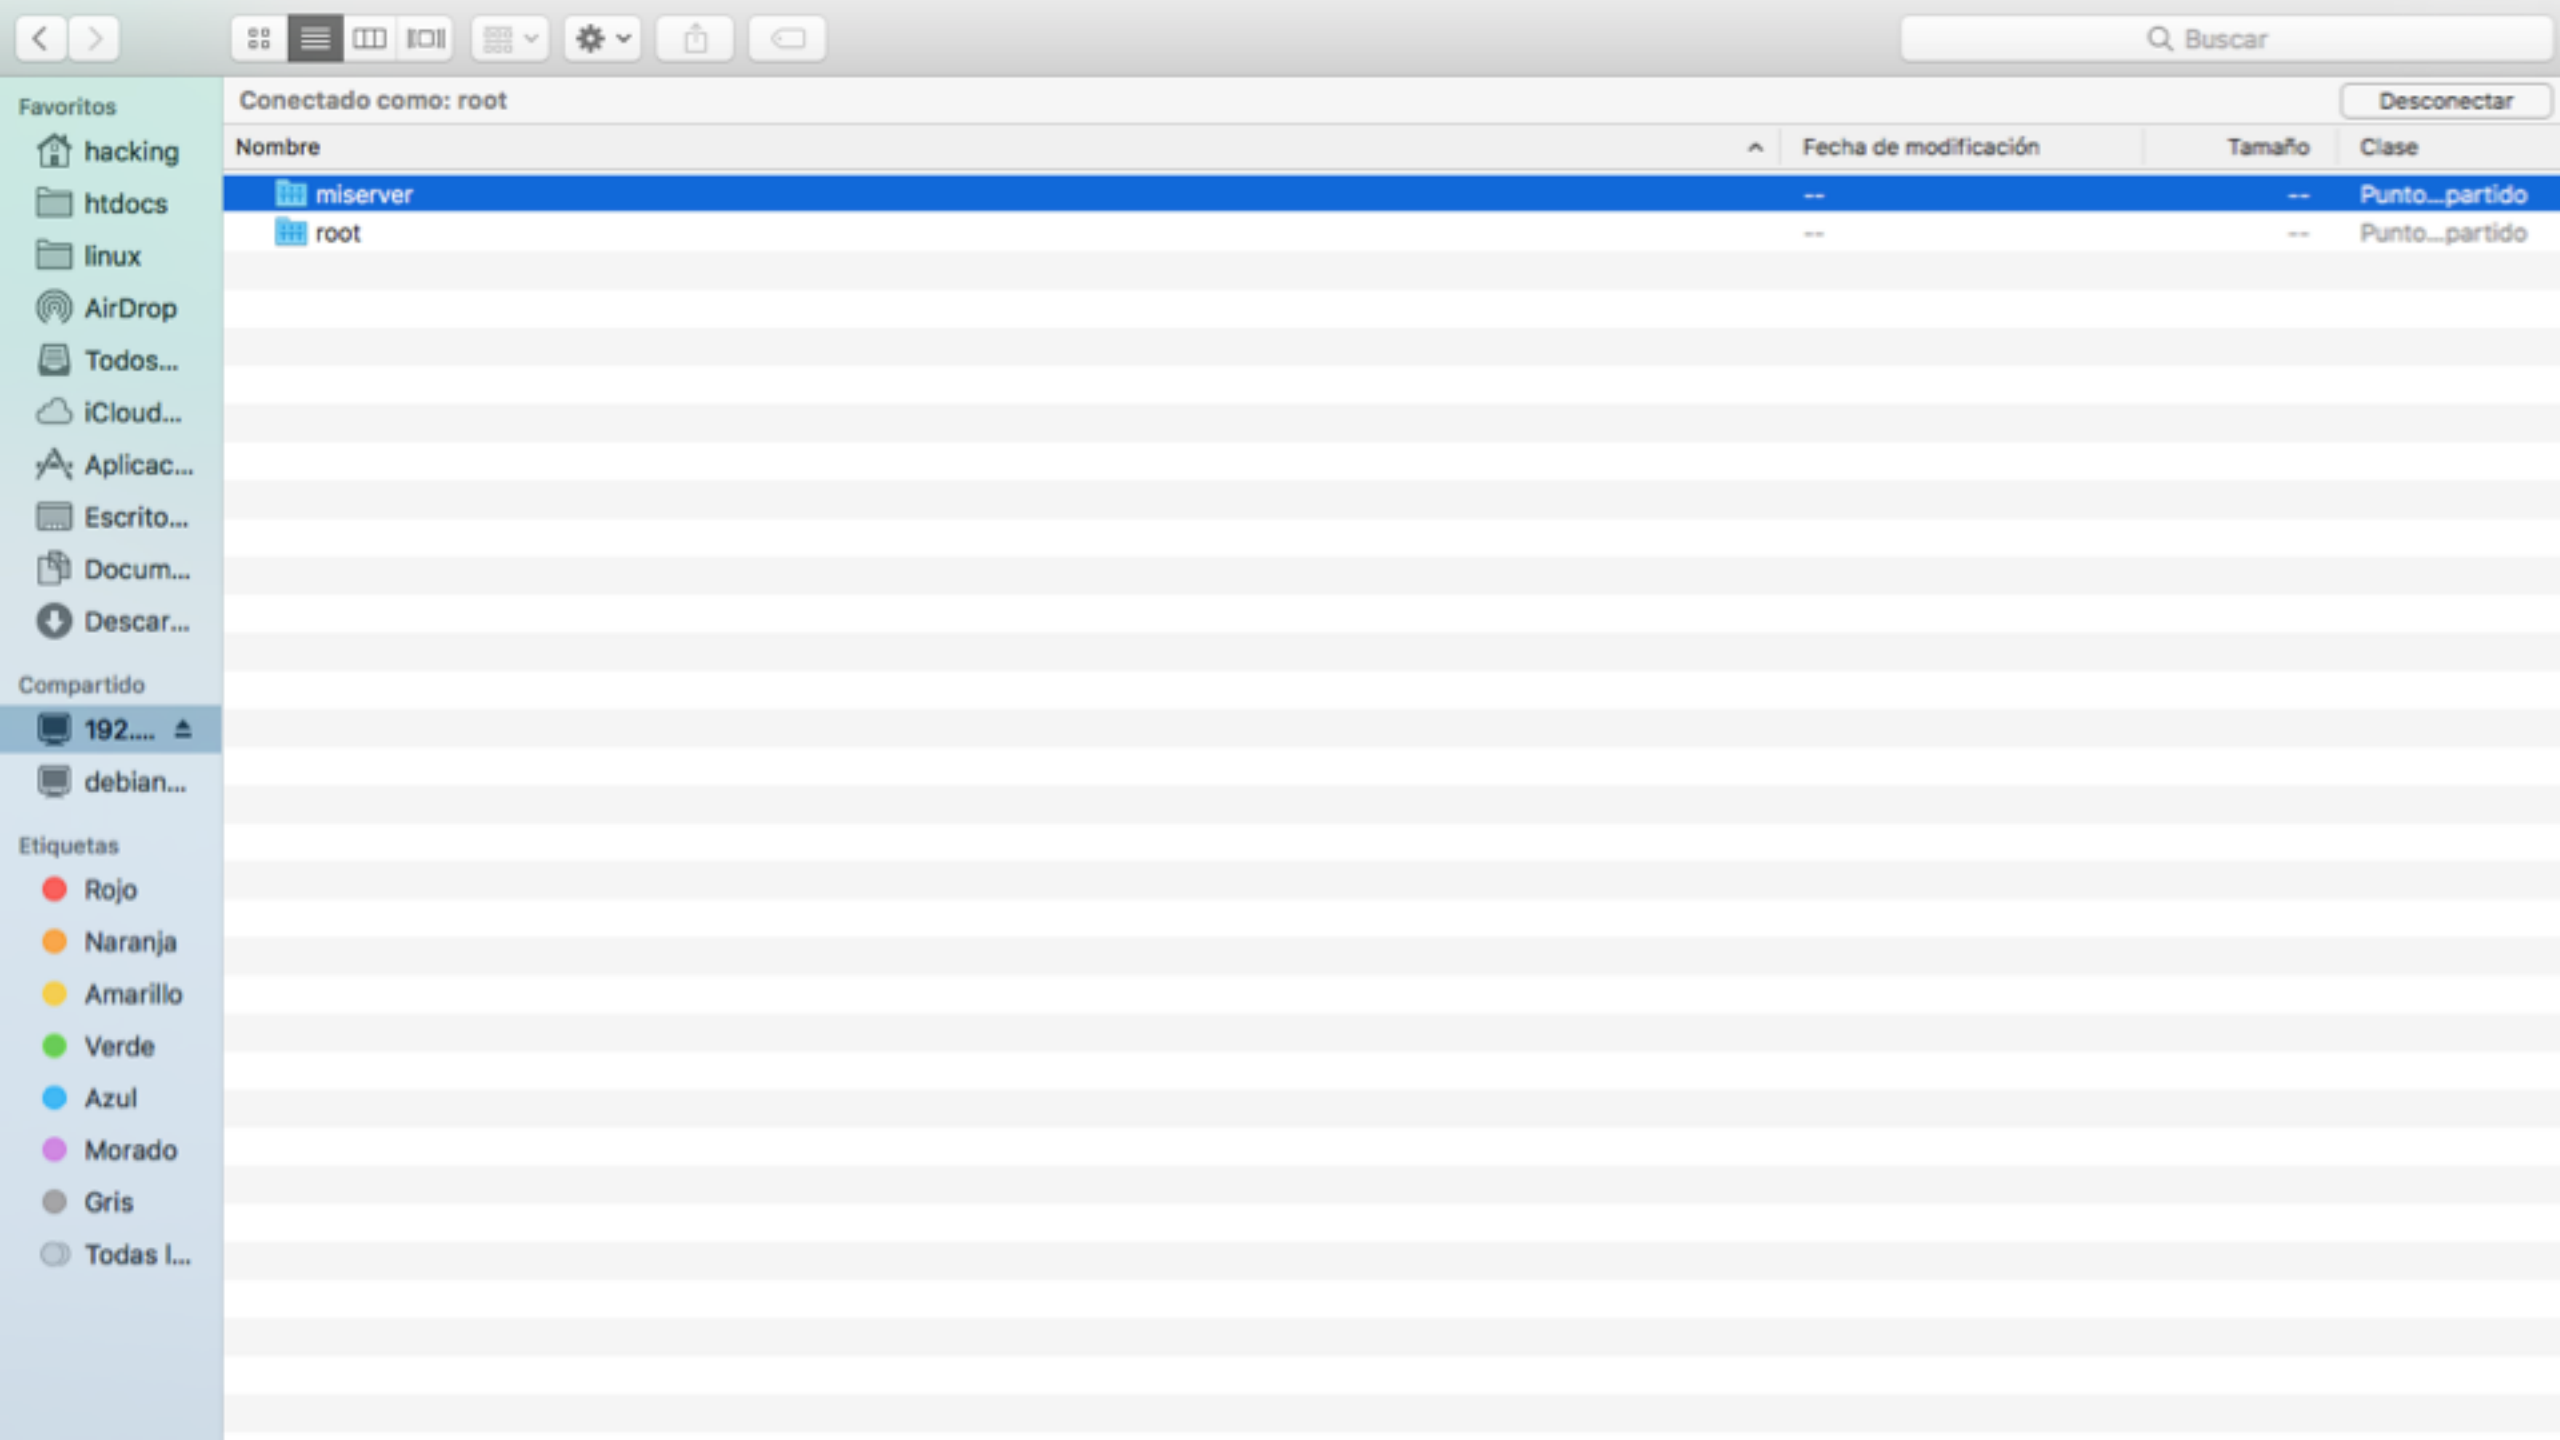 Buscar
Favoritos
hacking
htdocs
linux
AirDrop
Todos...
iCloud...
Aplicac...
Escrito...
Docum...
Descar...
Compartido
192....
debian...
Etiquetas
Rojo
Naranja
Amarillo
Verde
Azul
Morado
Gris
Todas l...
Conectado como: root
Desconectar
Nombre Fecha de modificación Tamaño Clase
miserver -- -- Punto...partido
root -- -- Punto...partido